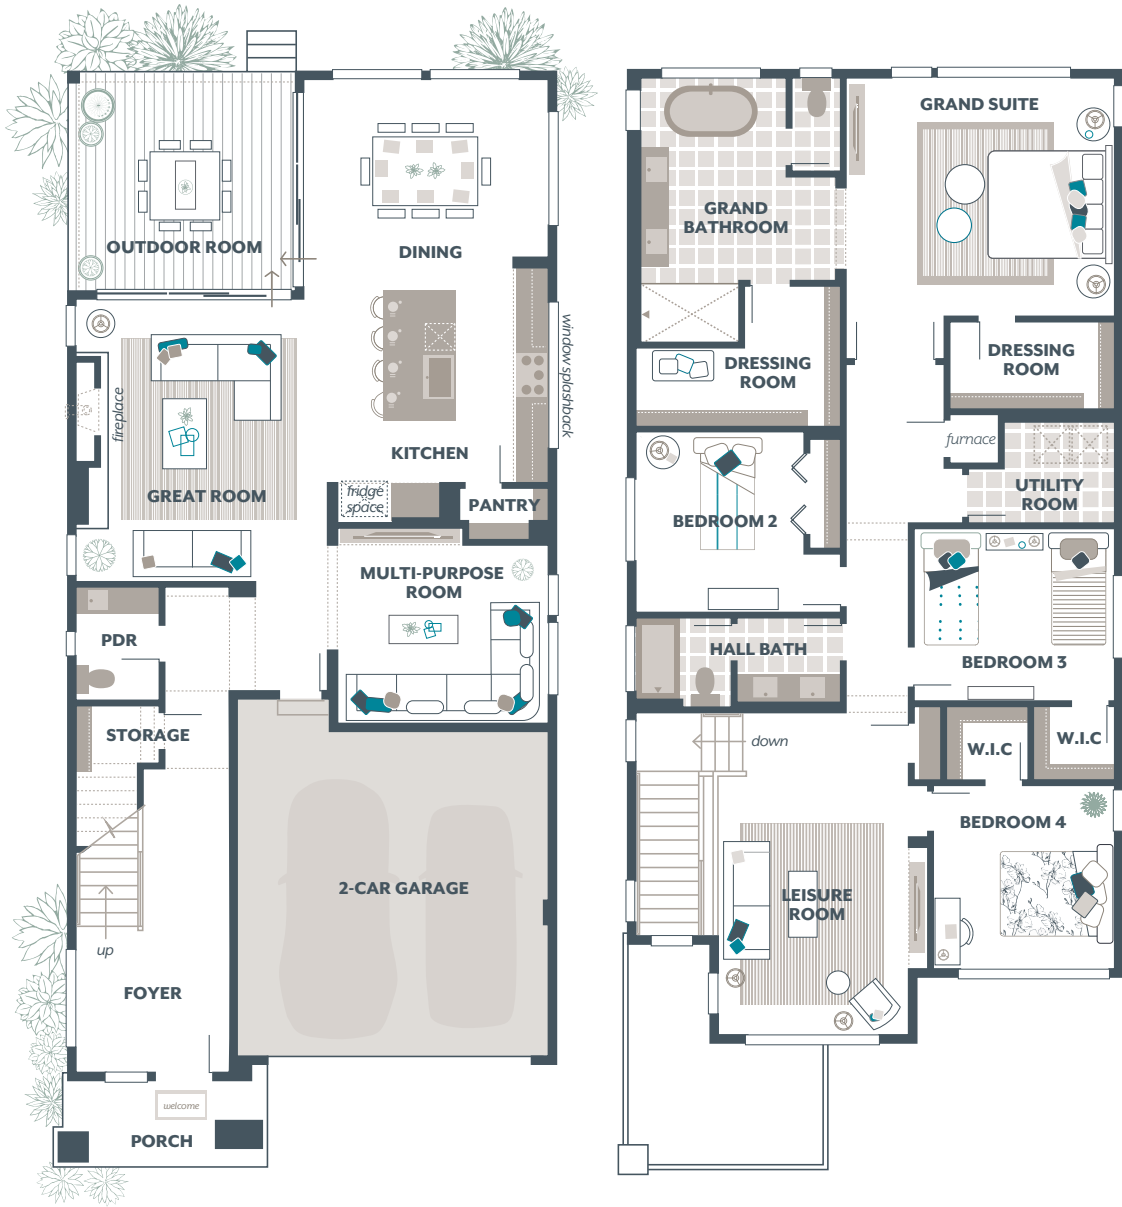 OUTDOOR ROOM
DINING
window splashback
fireplace
KITCHEN
GREAT ROOM
fridge
space
PANTRY
MULTI-PURPOSE
ROOM
PDR
STORAGE
2-CAR GARAGE
up
FOYER
welcome
PORCH
GRAND SUITE
GRAND
BATHROOM
DRESSING
ROOM
DRESSING
ROOM
furnace
UTILITY
ROOM
BEDROOM 2
HALL BATH
BEDROOM 3
down
W.I.C
W.I.C
BEDROOM 4
LEISURE
ROOM